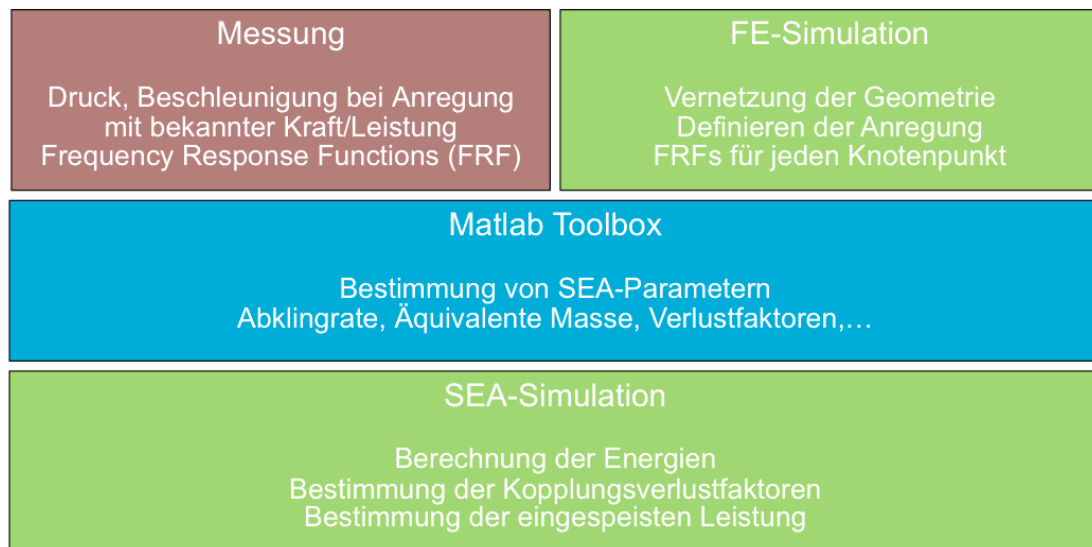 Messung
Druck, Beschleunigung bei Anregung
mit bekannter Kraft/Leistung
Frequency Response Functions (FRF)
FE-Simulation
Vernetzung der Geometrie
Definieren der Anregung
FRFs für jeden Knotenpunkt
Matlab Toolbox
Bestimmung von SEA-Parametern
Abklingrate, Äquivalente Masse, Verlustfaktoren,…
SEA-Simulation
Berechnung der Energien
Bestimmung der Kopplungsverlustfaktoren
Bestimmung der eingespeisten Leistung